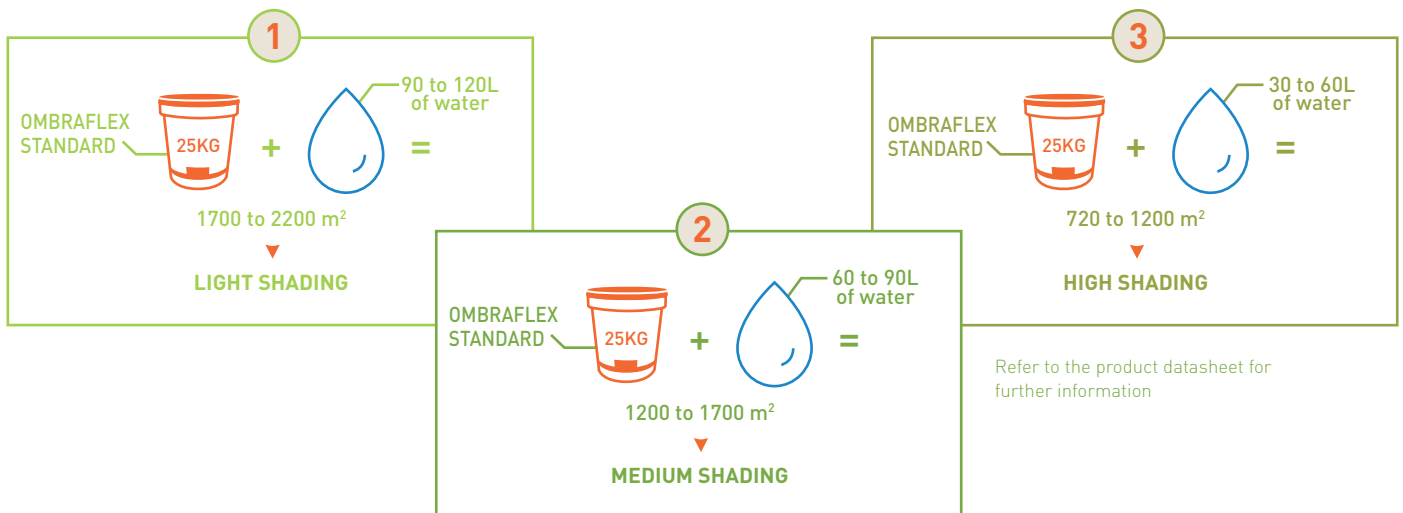 1
OMBRAFLEX
STANDARD
25KG
+
90 to 120L
of water
=
1700 to 2200 m²
LIGHT SHADING
2
OMBRAFLEX
STANDARD
25KG
+
60 to 90L
of water
=
1200 to 1700 m²
MEDIUM SHADING
3
OMBRAFLEX
STANDARD
25KG
+
30 to 60L
of water
=
720 to 1200 m²
HIGH SHADING
Refer to the product datasheet for
further information